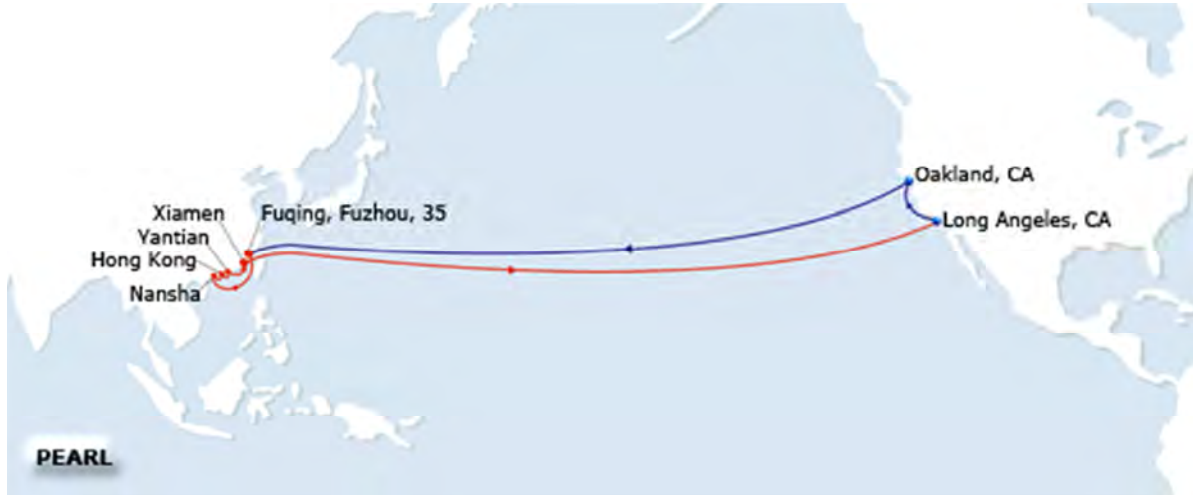 Oakland, CA
Xiamen
Fuqing, Fuzhou, 35
Long Angeles, CA
Yantian
Hong Kong
Nansha
PEARL